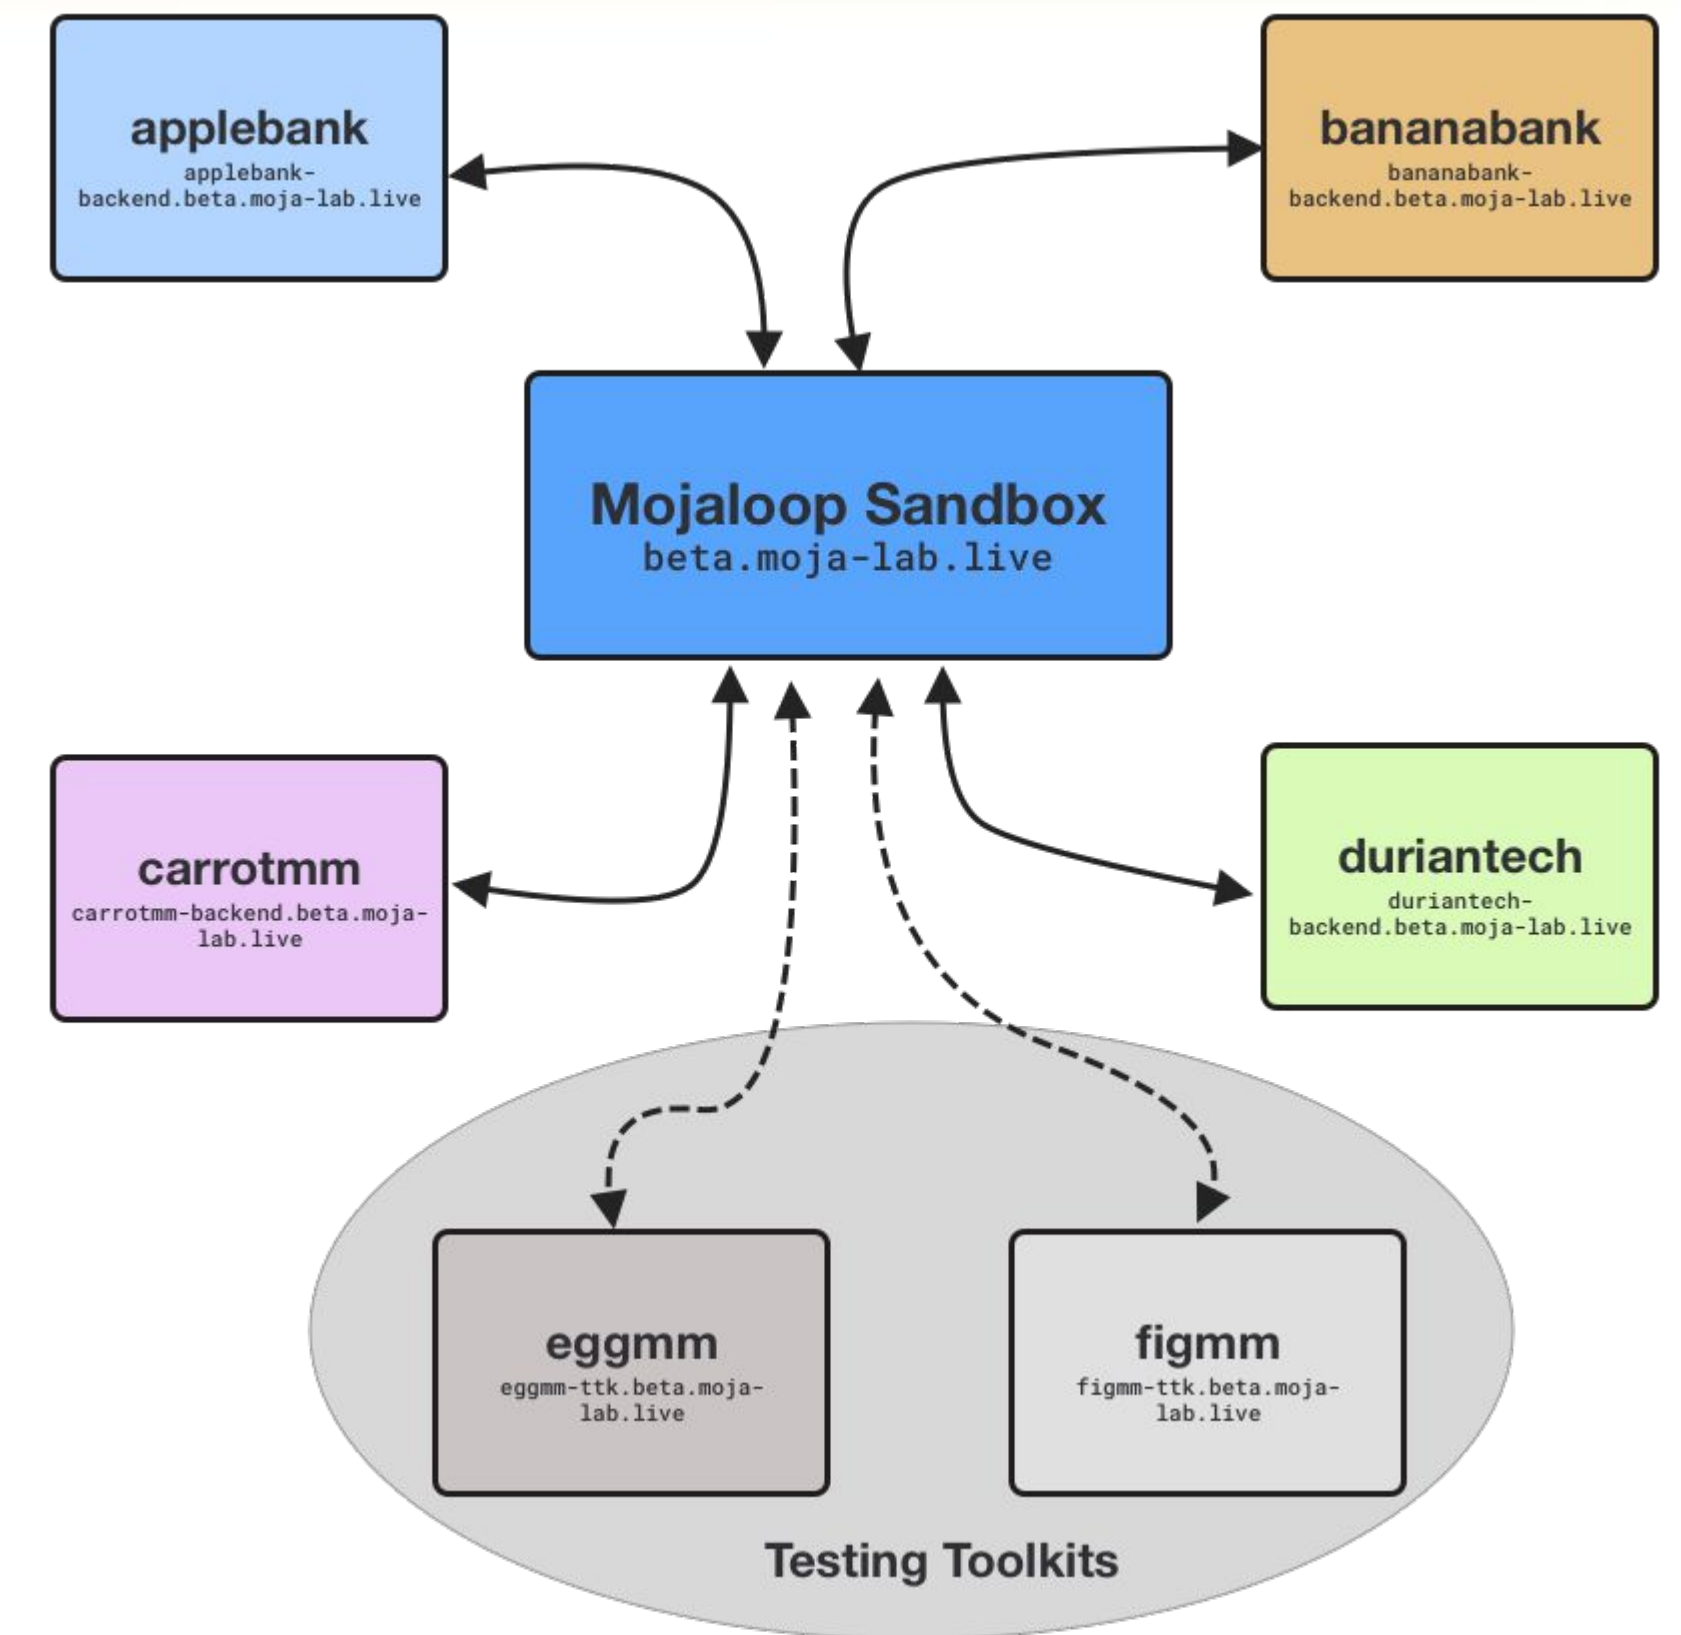 applebank
applebank-
backend.beta.moja-lab.live
bananabank
bananabank-
backend.beta.moja-lab.live
Mojaloop Sandbox
beta.moja-lab.live
carrotmm
carrotmm-backend.beta.moja-
lab.live
duriantech
duriantech-
backend.beta.moja-lab.live
eggmm
eggmm-ttk.beta.moja-
lab.live
figmm
figmm-ttk.beta.moja-
lab.live
Testing Toolkits